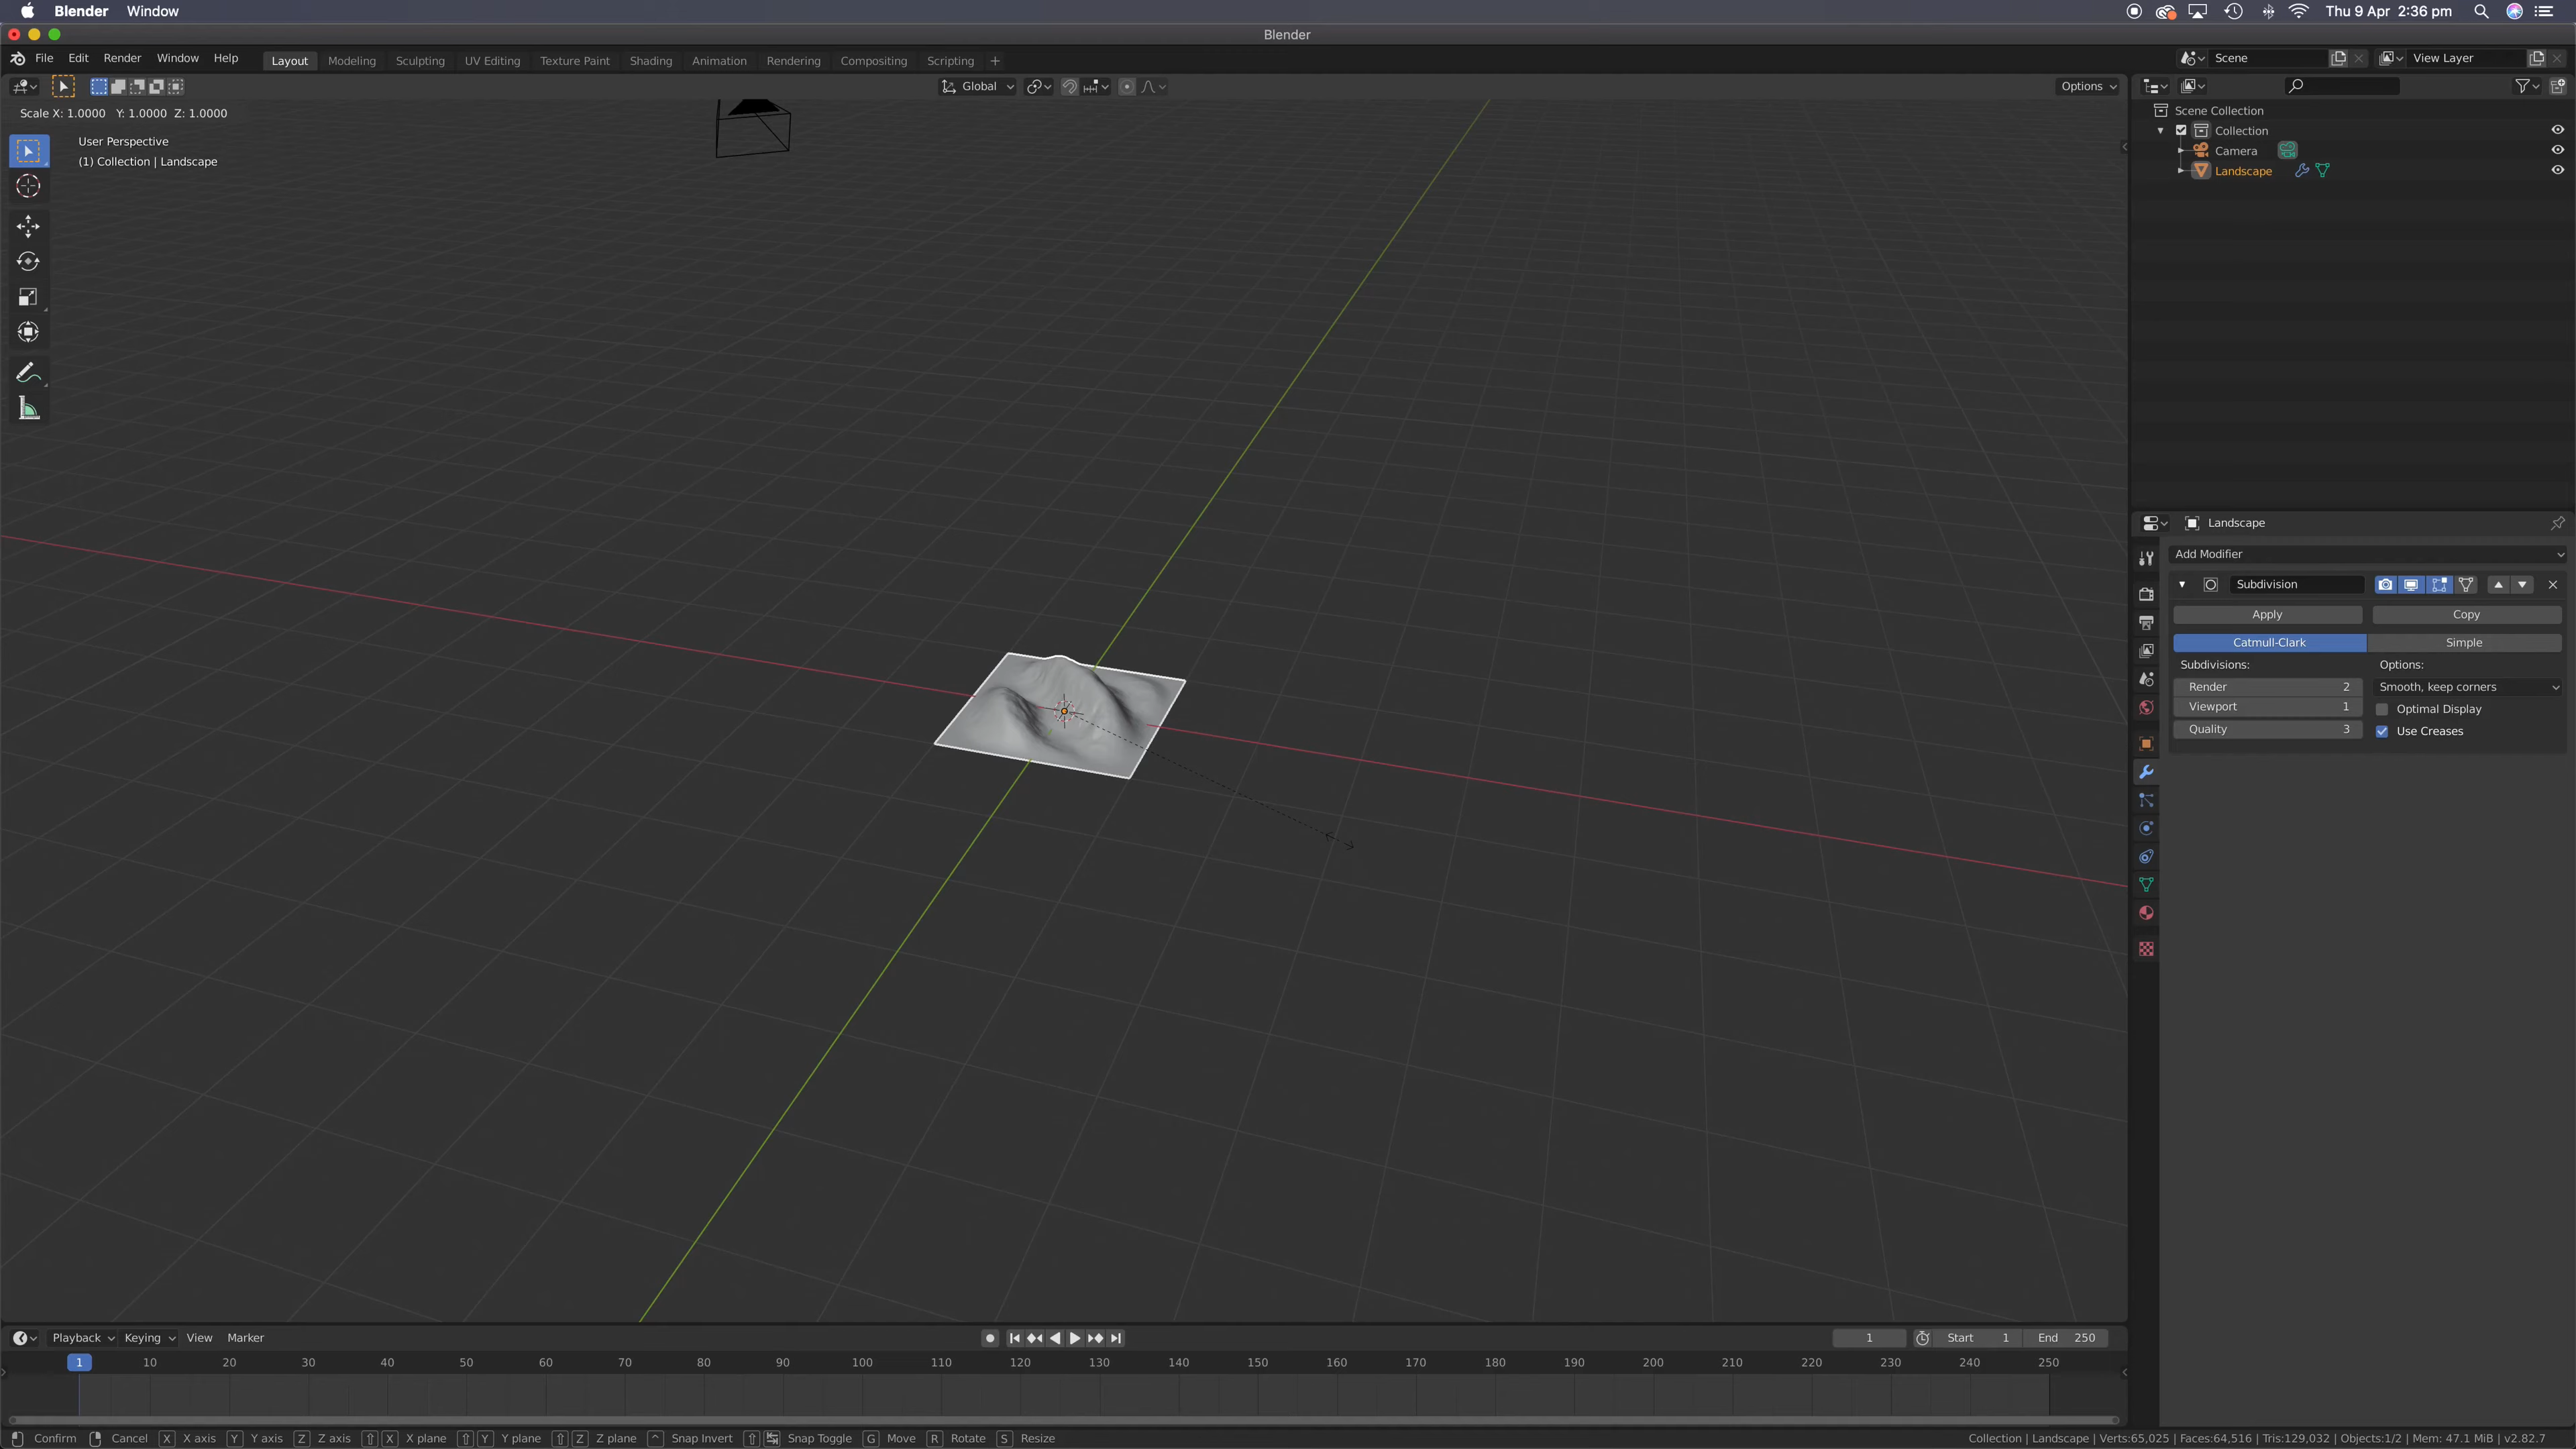 Blender Window
Thu 9 Apr 2:36 pm
Blender
File Edit Render Window Help
Layout Modeling Sculpting UV Editing Texture Paint Shading Animation Rendering Compositing Scripting +
Scene
View Layer
Global
Options
Scale X: 1.0000 Y: 1.0000 Z: 1.0000
User Perspective
(1) Collection | Landscape
Scene Collection
Collection
Camera
Landscape
Landscape
Add Modifier
Subdivision
Apply Copy
Catmull-Clark Simple
Subdivisions: Options:
Render 2 Smooth, keep corners
Viewport 1 Optimal Display
Quality 3 Use Creases
Playback Keying View Marker
1 Start 1 End 250
1 10 20 30 40 50 60 70 80 90 100 110 120 130 140 150 160 170 180 190 200 210 220 230 240 250
Confirm Cancel X X axis Y Y axis Z Z axis X X plane Y Y plane Z Z plane Snap Invert Snap Toggle G Move R Rotate S Resize
Collection | Landscape | Verts:65,025 | Faces:64,516 | Tris:129,032 | Objects:1/2 | Mem: 47.1 MiB | v2.82.7